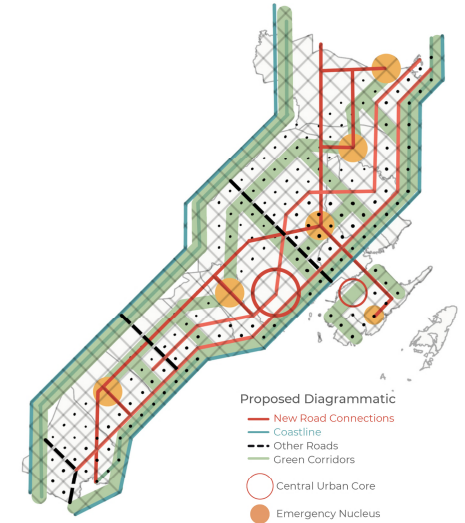 Proposed Diagrammatic
New Road Connections
Coastline
Other Roads
Green Corridors
Central Urban Core
Emergency Nucleus